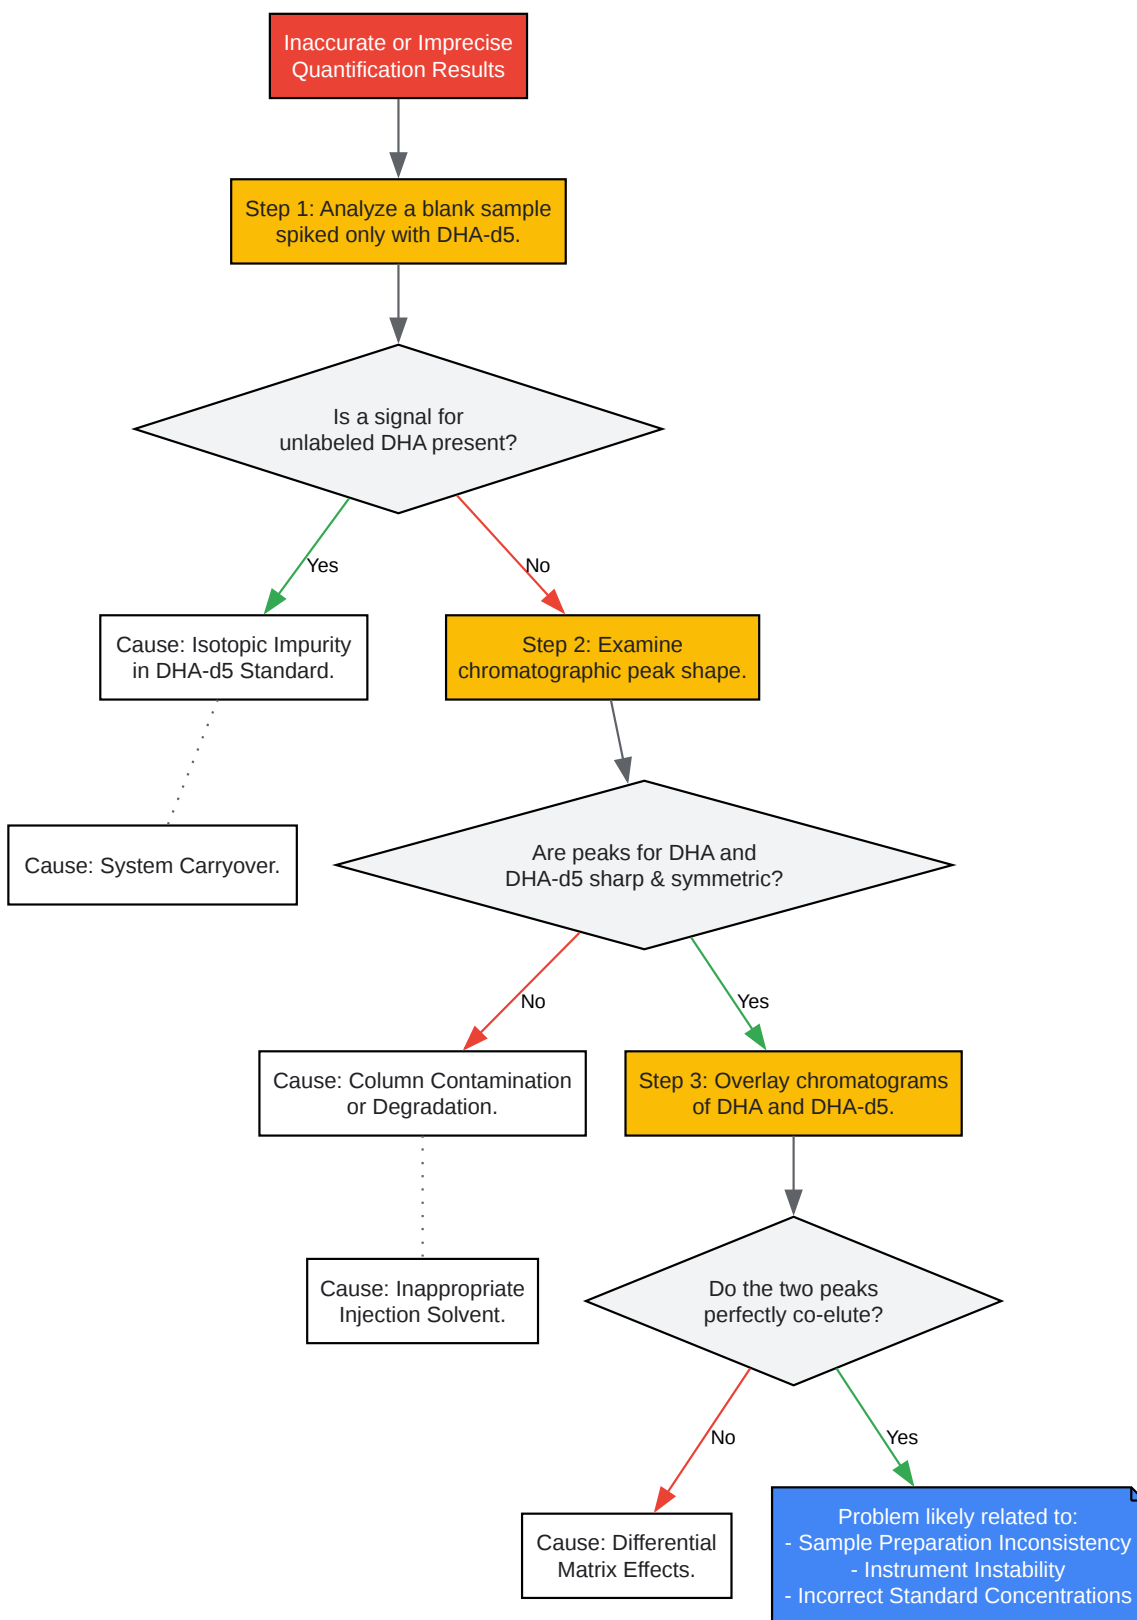 Inaccurate or Imprecise
Quantification Results
Step 1: Analyze a blank sample
spiked only with DHA-d5.
Is a signal for
unlabeled DHA present?
Yes
No
Cause: Isotopic Impurity
in DHA-d5 Standard.
Step 2: Examine
chromatographic peak shape.
Cause: System Carryover.
Are peaks for DHA and
DHA-d5 sharp & symmetric?
No
Yes
Cause: Column Contamination
or Degradation.
Step 3: Overlay chromatograms
of DHA and DHA-d5.
Cause: Inappropriate
Injection Solvent.
Do the two peaks
perfectly co-elute?
No
Yes
Cause: Differential
Matrix Effects.
Problem likely related to:
- Sample Preparation Inconsistency
- Instrument Instability
- Incorrect Standard Concentrations